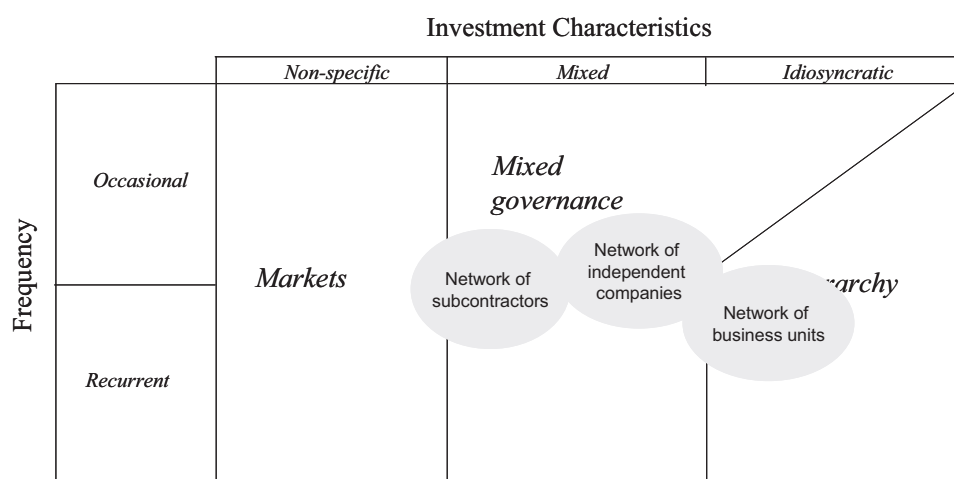 Investment Characteristics
Non-specific
Mixed
Idiosyncratic
Occasional
Mixed
governance
Frequency
Markets
Network of
subcontractors
Network of
independent
companies
rarchy
Network of
business units
Recurrent